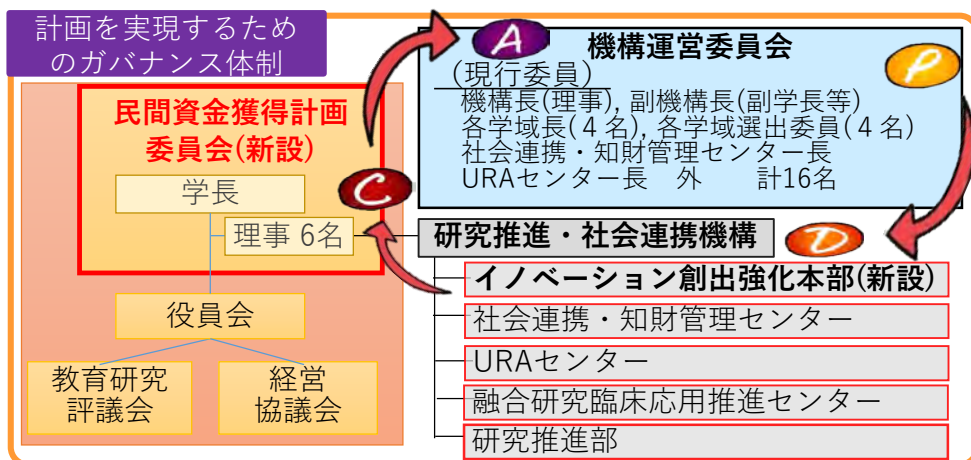 計画を実現するため
のガバナンス体制
民間資金獲得計画
委員会(新設)
学長
理事 6名
役員会
教育研究
評議会
経営
協議会
A
機構運営委員会
P
(現行委員)
機構長(理事), 副機構長(副学長等)
各学域長(４名), 各学域選出委員(４名)
社会連携・知財管理センター長
URAセンター長　外　　計16名
C
研究推進・社会連携機構
D
イノベーション創出強化本部(新設)
社会連携・知財管理センター
URAセンター
融合研究臨床応用推進センター
研究推進部